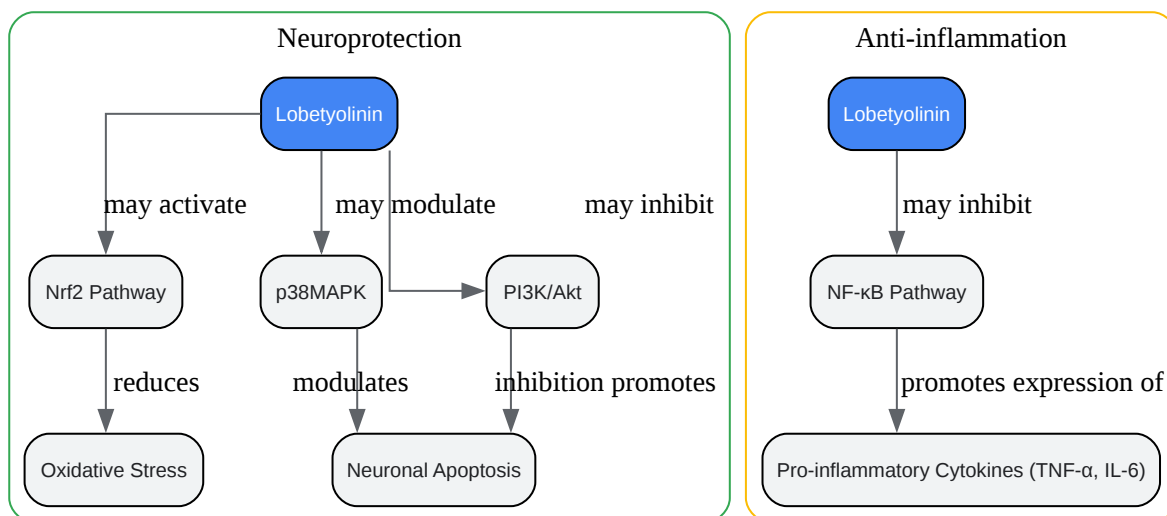 Neuroprotection
Anti-inflammation
Lobetyolinin
Lobetyolinin
may activate
may modulate
may inhibit
may inhibit
Nrf2 Pathway
p38MAPK
PI3K/Akt
NF-κB Pathway
reduces
modulates
inhibition promotes
promotes expression of
Oxidative Stress
Neuronal Apoptosis
Pro-inflammatory Cytokines (TNF-α, IL-6)